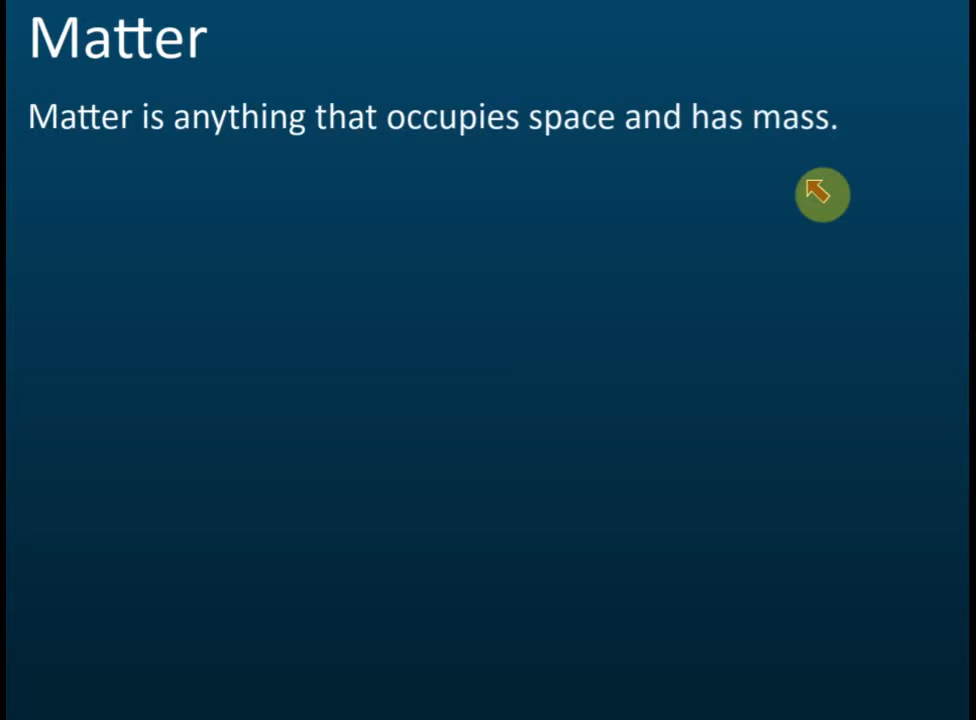 Matter
Matter is anything that occupies space and has mass.